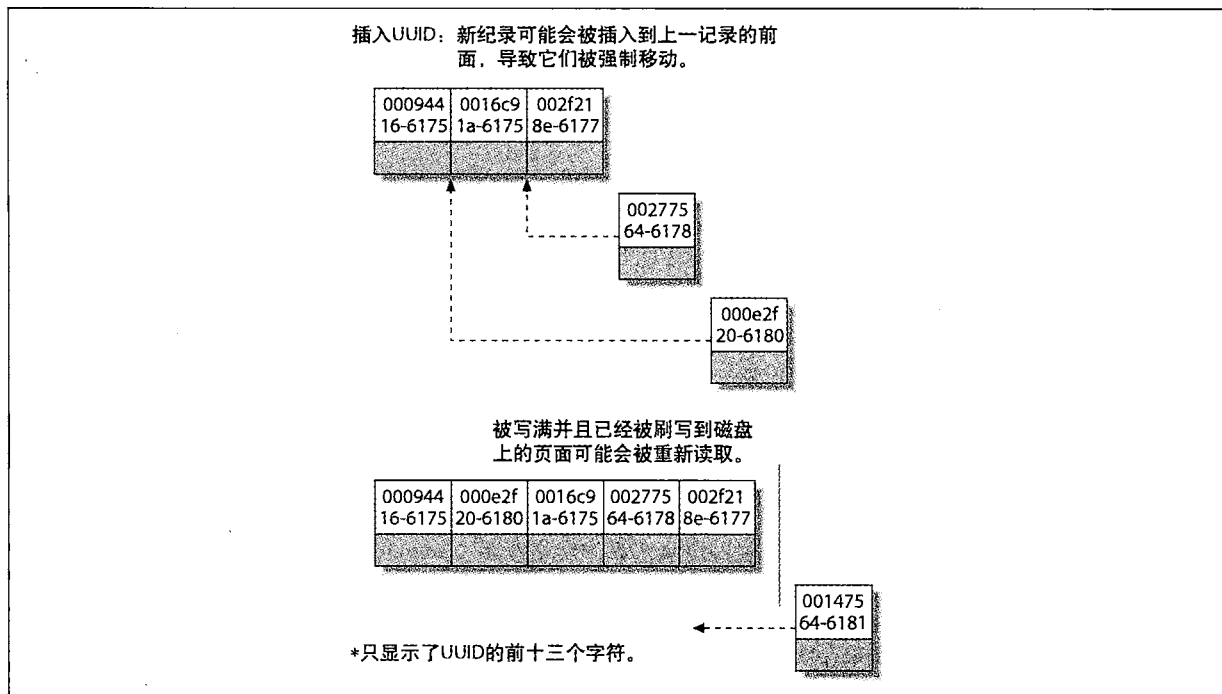 插入UUID：新纪录可能会被插入到上一记录的前
面，导致它们被强制移动。
000944 0016c9 002f21
16-6175 1a-6175 8e-6177
002775
64-6178
000e2f
20-6180
被写满并且已经被刷写到磁盘
上的页面可能会被重新读取。
000944 000e2f 0016c9 002775 002f21
16-6175 20-6180 1a-6175 64-6178 8e-6177
001475
64-6181
*只显示了UUID的前十三个字符。